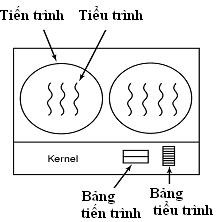 Tiến trình Tiểu trình
Kernel
Bảng
tiến trình
Bảng
tiểu trình